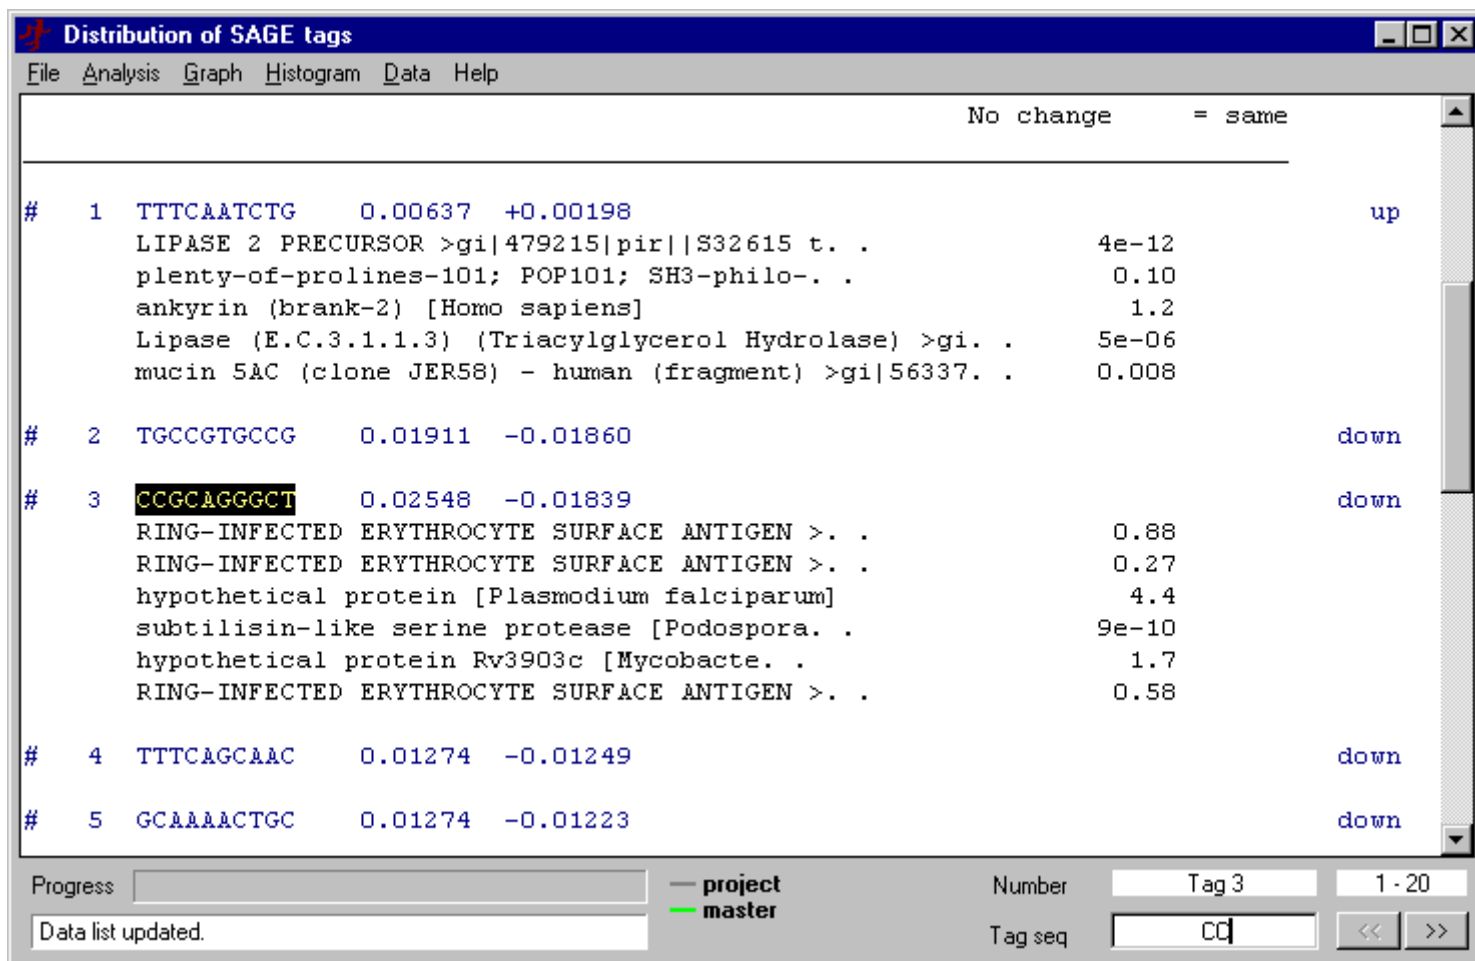 Distribution of SAGE tags
File Analysis Graph Histogram Data Help
No change = same
# 1 TTTCAATCTG 0.00637 +0.00198 up
LIPASE 2 PRECURSOR >gi|479215|pir||S32615 t. . 4e-12
plenty-of-prolines-101; POP101; SH3-philo-. . 0.10
ankyrin (brank-2) [Homo sapiens] 1.2
Lipase (E.C.3.1.1.3) (Triacylglycerol Hydrolase) >gi. . 5e-06
mucin 5AC (clone JER58) - human (fragment) >gi|56337. . 0.008
# 2 TGCCGTGCCG 0.01911 -0.01860 down
# 3 CCGCAGGGCT 0.02548 -0.01839 down
RING-INFECTED ERYTHROCYTE SURFACE ANTIGEN >. . 0.88
RING-INFECTED ERYTHROCYTE SURFACE ANTIGEN >. . 0.27
hypothetical protein [Plasmodium falciparum] 4.4
subtilisin-like serine protease [Podospora. . 9e-10
hypothetical protein Rv3903c [Mycobacte. . 1.7
RING-INFECTED ERYTHROCYTE SURFACE ANTIGEN >. . 0.58
# 4 TTTCAGCAAC 0.01274 -0.01249 down
# 5 GCAAAACTGC 0.01274 -0.01223 down
Progress project Number Tag 3 1 - 20
master
Data list updated. Tag seq CC << >>